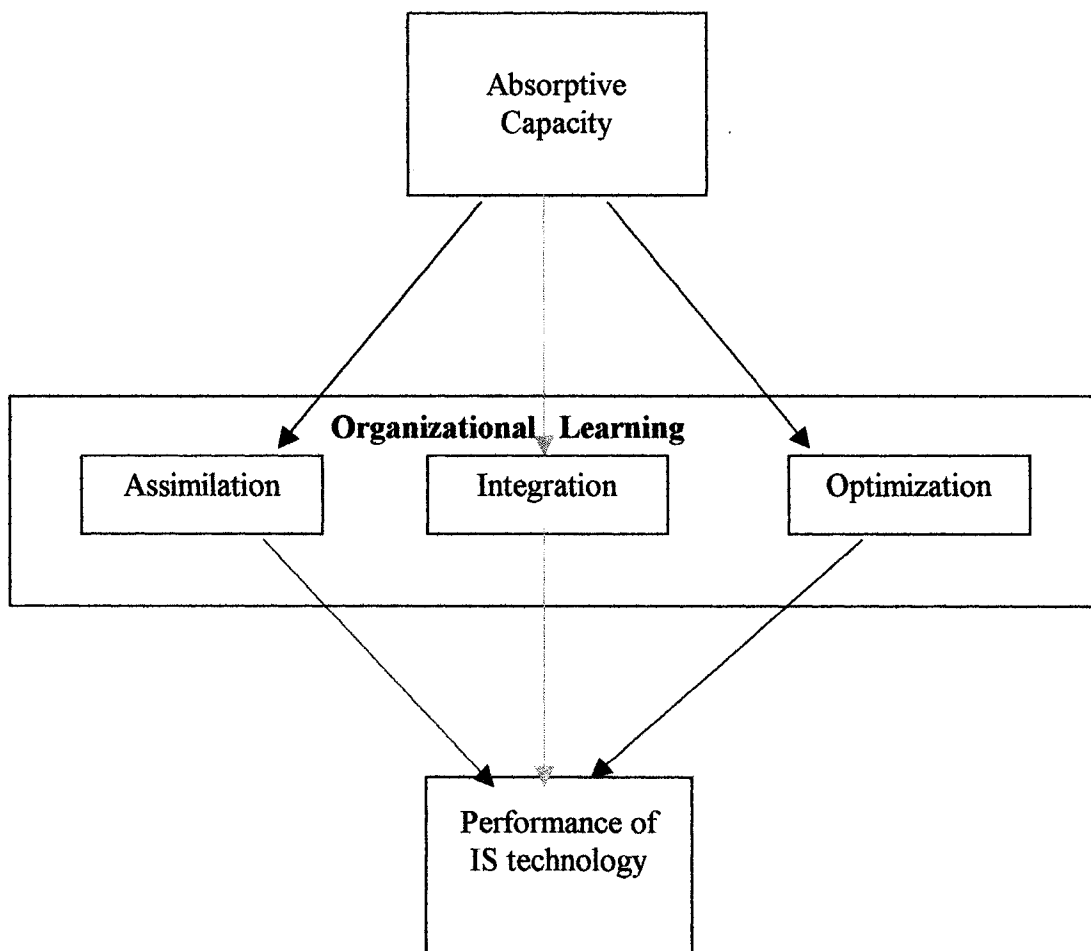 Absorptive
Capacity
Organizational Learning
Assimilation
Integration
Optimization
Performance of
IS technology